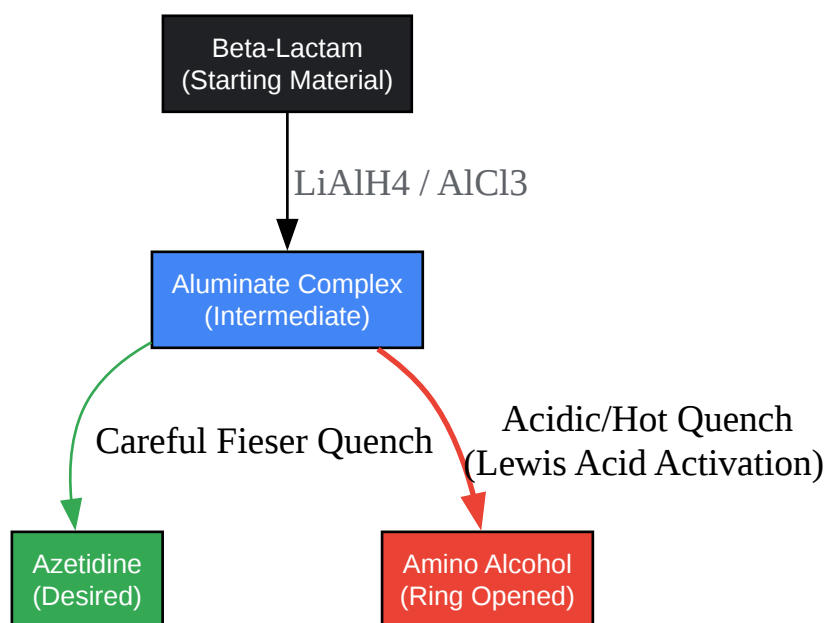 Beta-Lactam
(Starting Material)
LiAlH4 / AlCl3
Aluminate Complex
(Intermediate)
Careful Fieser Quench
Acidic/Hot Quench
(Lewis Acid Activation)
Azetidine
(Desired)
Amino Alcohol
(Ring Opened)